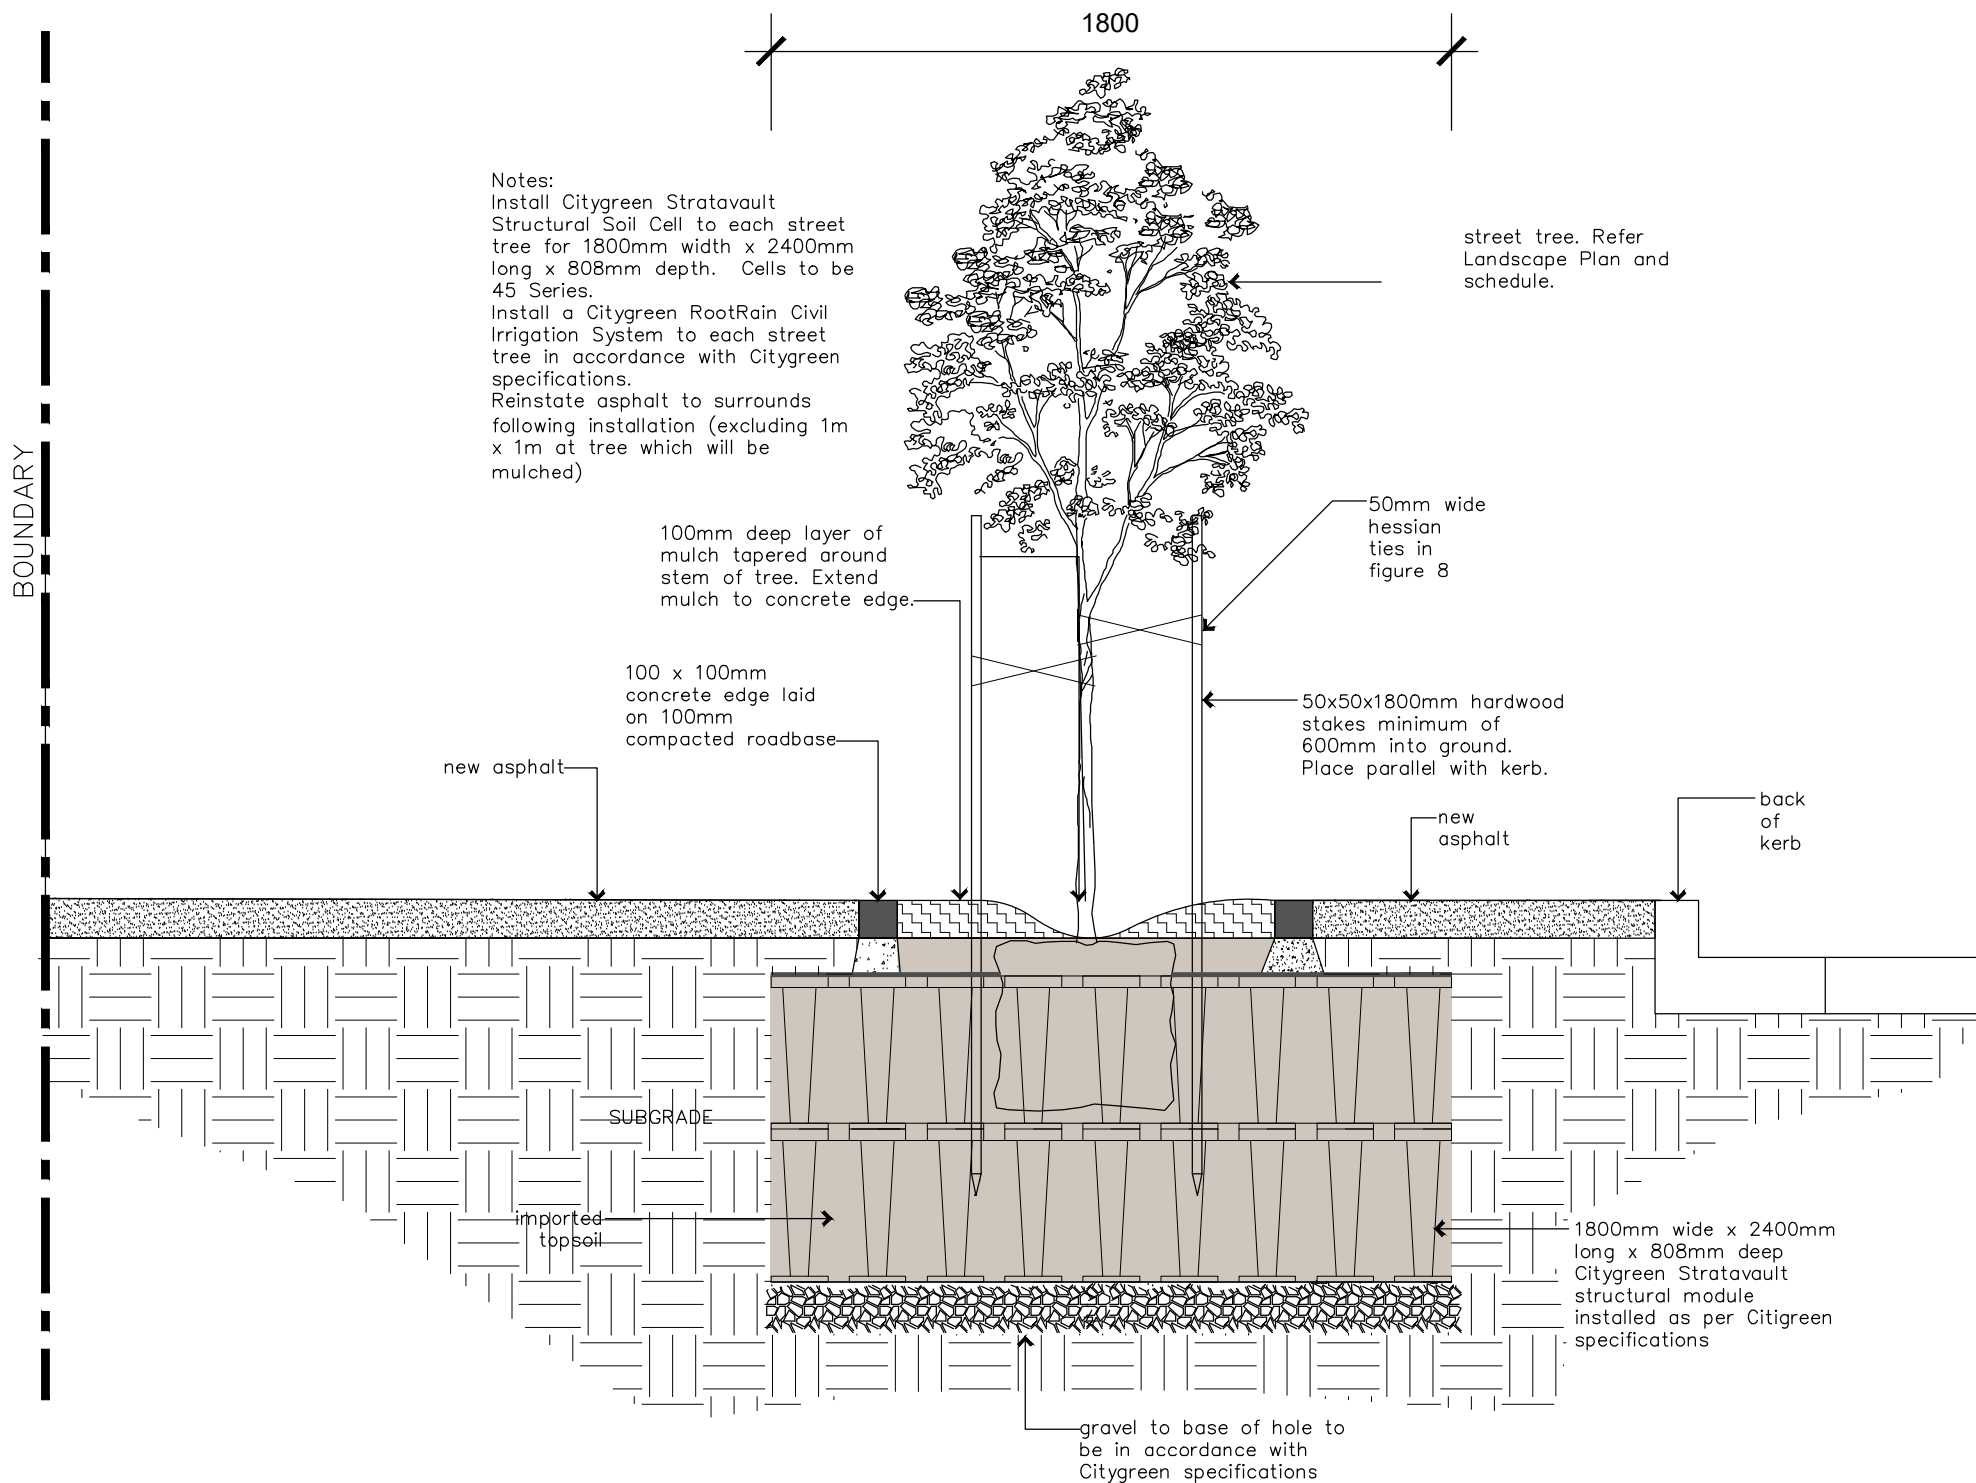 1800
Notes:
Install Citygreen Stratavault
Structural Soil Cell to each street
tree for 1800mm width x 2400mm
long x 808mm depth.  Cells to be
45 Series.
Install a Citygreen RootRain Civil
Irrigation System to each street
tree in accordance with Citygreen
specifications.
Reinstate asphalt to surrounds
following installation (excluding 1m
x 1m at tree which will be
mulched)
street tree. Refer
Landscape Plan and
schedule.
BOUNDARY
50mm wide
hessian
ties in
figure 8
100mm deep layer of
mulch tapered around
stem of tree. Extend
mulch to concrete edge.
100 x 100mm
concrete edge laid
on 100mm
compacted roadbase
50x50x1800mm hardwood
stakes minimum of
600mm into ground.
Place parallel with kerb.
new asphalt
new
asphalt
back
of
kerb
SUBGRADE
imported
topsoil
1800mm wide x 2400mm
long x 808mm deep
Citygreen Stratavault
structural module
installed as per Citigreen
specifications
gravel to base of hole to
be in accordance with
Citygreen specifications